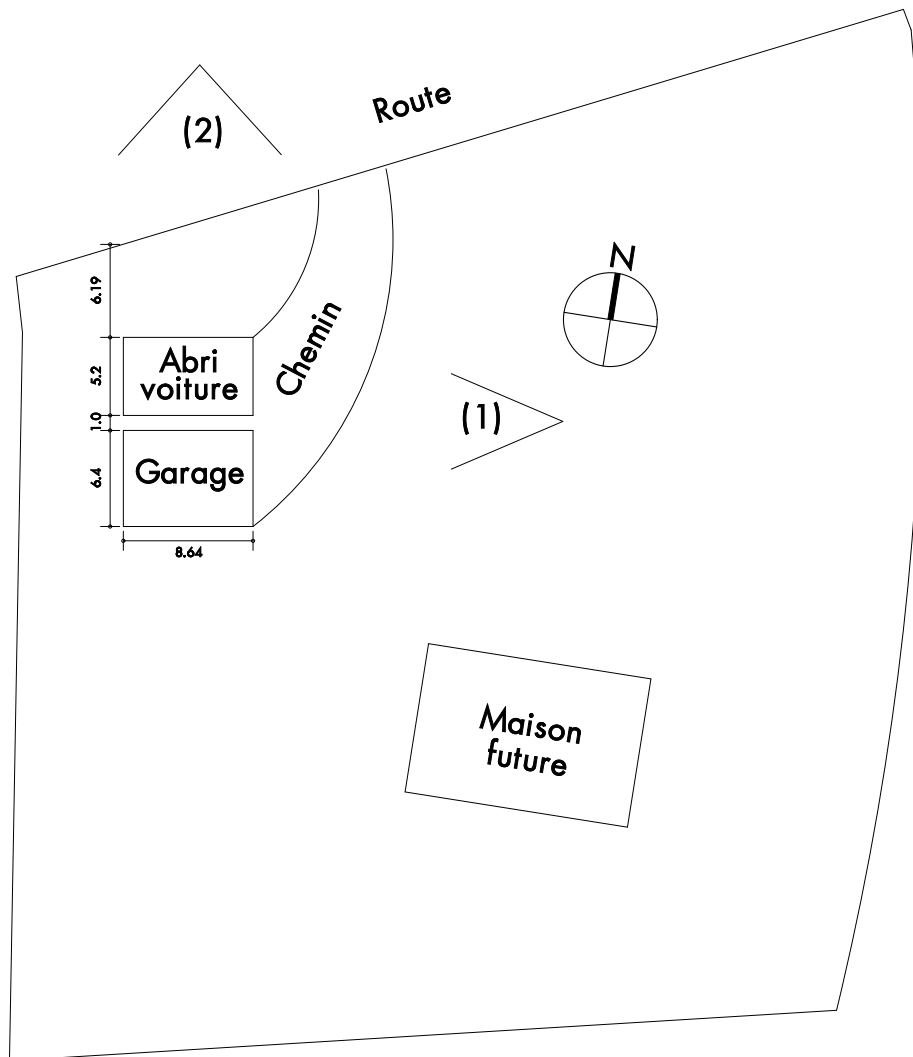 Route
(2)
N
6.19
Abri
voiture
5.2
Chemin
1.0
(1)
Garage
6.4
8.64
Maison
future